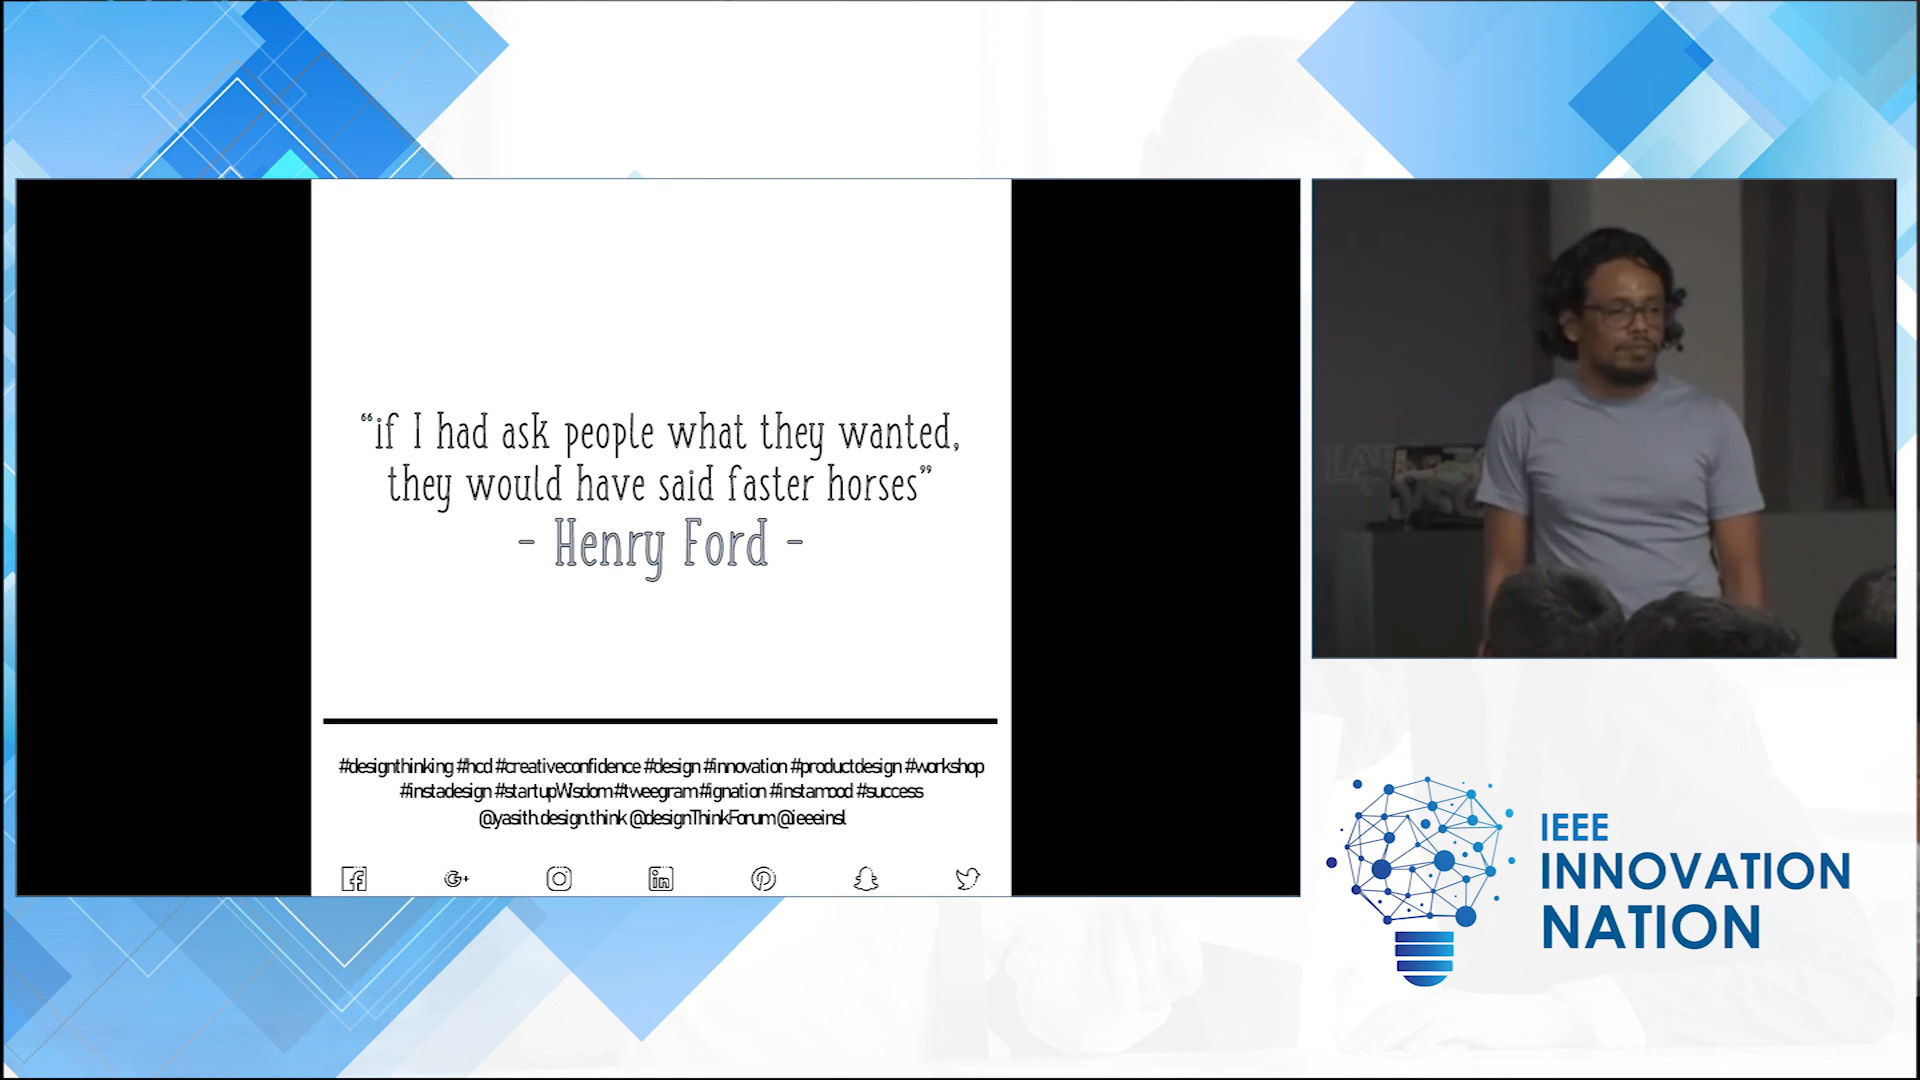 “if I had ask people what they wanted,
they would have said faster horses”
- Henry Ford -
#designthinking #hcd #creativeconfidence #design #innovation #productdesign #workshop
#instadesign #startupWisdom #tweegram #ignation #instamood #success
@yasith.design.think @designThinkForum @ieeeinsl
IEEE
INNOVATION
NATION